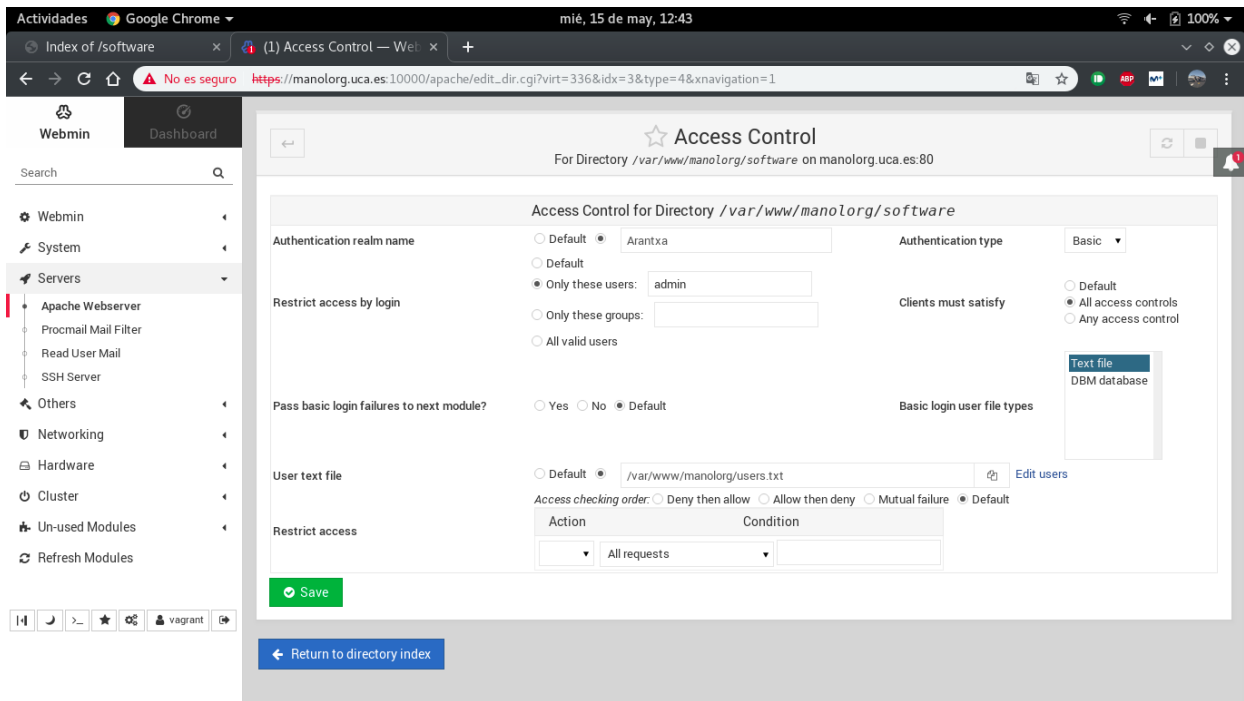 Actividades Google Chrome mié, 15 de may, 12:43 100%
Index of /software (1) Access Control — Web
No es seguro https://manolorg.uca.es:10000/apache/edit_dir.cgi?virt=336&idx=3&type=4&xnavigation=1 ABP M+
Webmin Dashboard
Search
Webmin
System
Servers
Apache Webserver
Procmail Mail Filter
Read User Mail
SSH Server
Others
Networking
Hardware
Cluster
Un-used Modules
Refresh Modules
vagrant
Access Control
For Directory /var/www/manolorg/software on manolorg.uca.es:80
1
Access Control for Directory /var/www/manolorg/software
Authentication realm name Default Arantxa Authentication type Basic
Restrict access by login
Default
Only these users: admin
Only these groups:
All valid users
Clients must satisfy
Default
All access controls
Any access control
Pass basic login failures to next module? Yes No Default
Basic login user file types
Text file
DBM database
User text file Default /var/www/manolorg/users.txt Edit users
Restrict access
Access checking order: Deny then allow Allow then deny Mutual failure Default
Action Condition
All requests
Save
Return to directory index